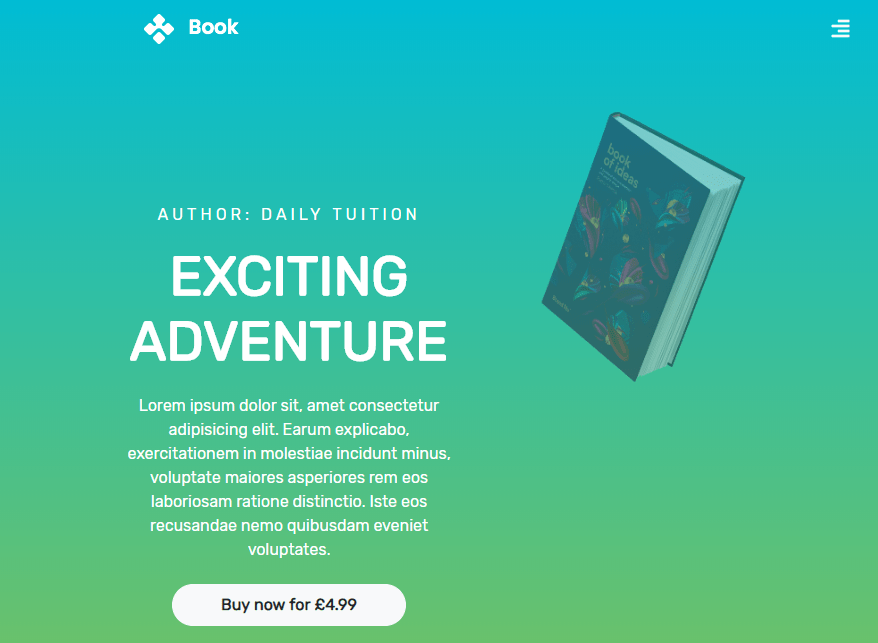 Book
book
of ideas
AUTHOR: DAILY TUITION
EXCITING
ADVENTURE
Lorem ipsum dolor sit, amet consectetur
adipisicing elit. Earum explicabo,
exercitationem in molestiae incidunt minus,
voluptate maiores asperiores rem eos
laboriosam ratione distinctio. Iste eos
recusandae nemo quibusdam eveniet
voluptates.
Buy now for £4.99